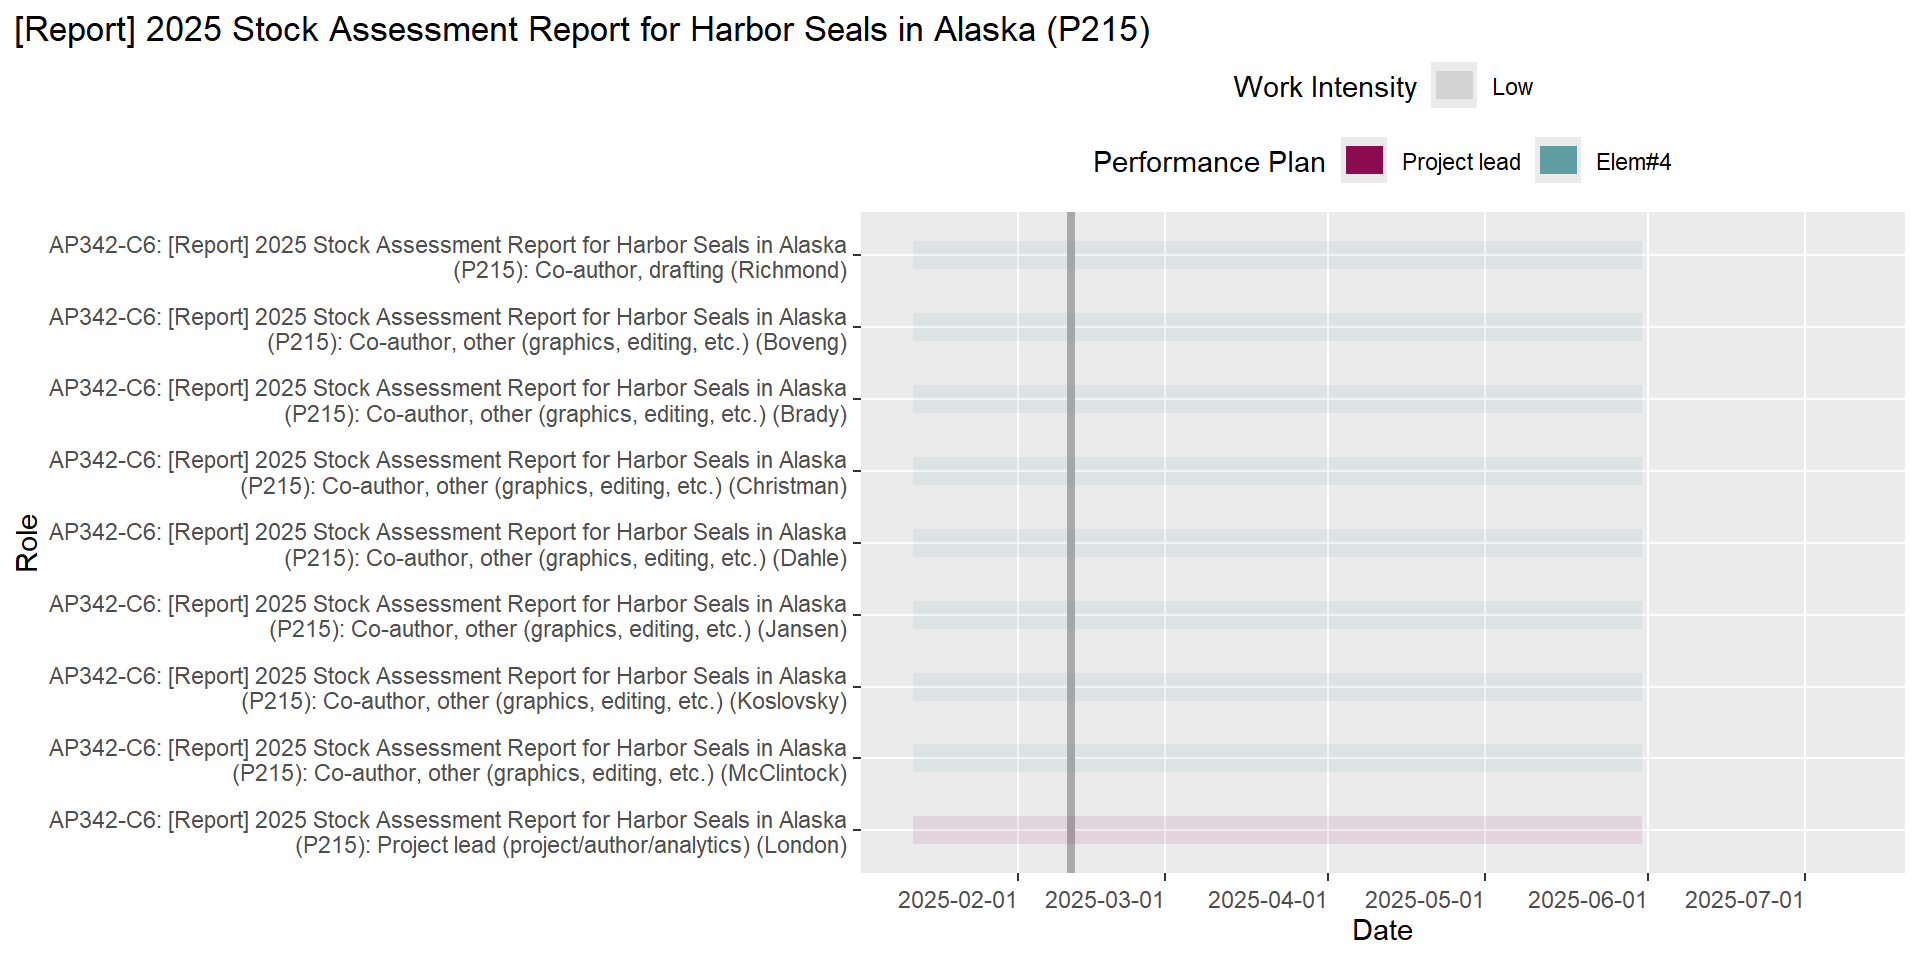 [Report] 2025 Stock Assessment Report for Harbor Seals in Alaska (P215)
Work Intensity Low
Performance Plan Project lead Elem#4
AP342-C6: [Report] 2025 Stock Assessment Report for Harbor Seals in Alaska
(P215): Co-author, drafting (Richmond)
AP342-C6: [Report] 2025 Stock Assessment Report for Harbor Seals in Alaska
(P215): Co-author, other (graphics, editing, etc.) (Boveng)
AP342-C6: [Report] 2025 Stock Assessment Report for Harbor Seals in Alaska
(P215): Co-author, other (graphics, editing, etc.) (Brady)
AP342-C6: [Report] 2025 Stock Assessment Report for Harbor Seals in Alaska
(P215): Co-author, other (graphics, editing, etc.) (Christman)
AP342-C6: [Report] 2025 Stock Assessment Report for Harbor Seals in Alaska
(P215): Co-author, other (graphics, editing, etc.) (Dahle)
AP342-C6: [Report] 2025 Stock Assessment Report for Harbor Seals in Alaska
(P215): Co-author, other (graphics, editing, etc.) (Jansen)
AP342-C6: [Report] 2025 Stock Assessment Report for Harbor Seals in Alaska
(P215): Co-author, other (graphics, editing, etc.) (Koslovsky)
AP342-C6: [Report] 2025 Stock Assessment Report for Harbor Seals in Alaska
(P215): Co-author, other (graphics, editing, etc.) (McClintock)
AP342-C6: [Report] 2025 Stock Assessment Report for Harbor Seals in Alaska
(P215): Project lead (project/author/analytics) (London)
Role
2025-02-01 2025-03-01 2025-04-01 2025-05-01 2025-06-01 2025-07-01
Date